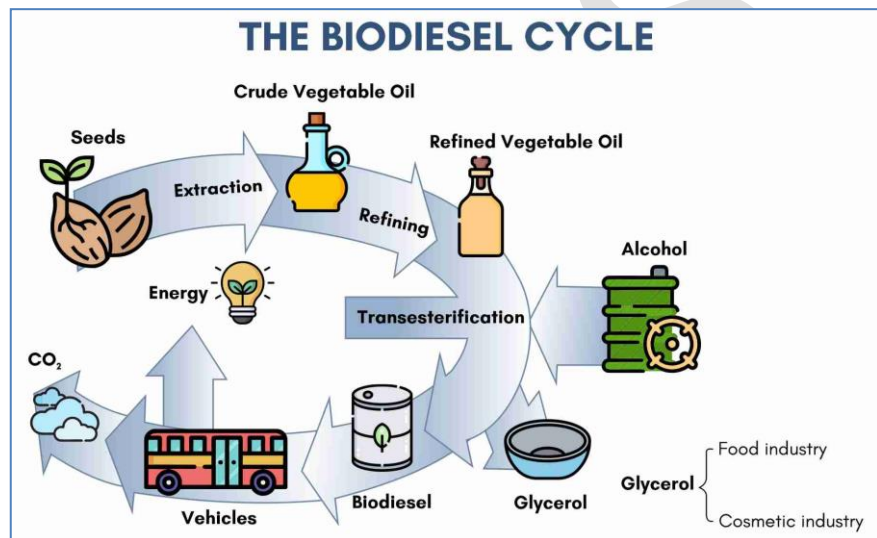 THE BIODIESEL CYCLE
Crude Vegetable Oil
Seeds
Refined Vegetable Oil
Extraction
Refining
Alcohol
Energy
Transesterification
CO₂
Biodiesel
Glycerol
Vehicles
Glycerol
Food industry
Cosmetic industry